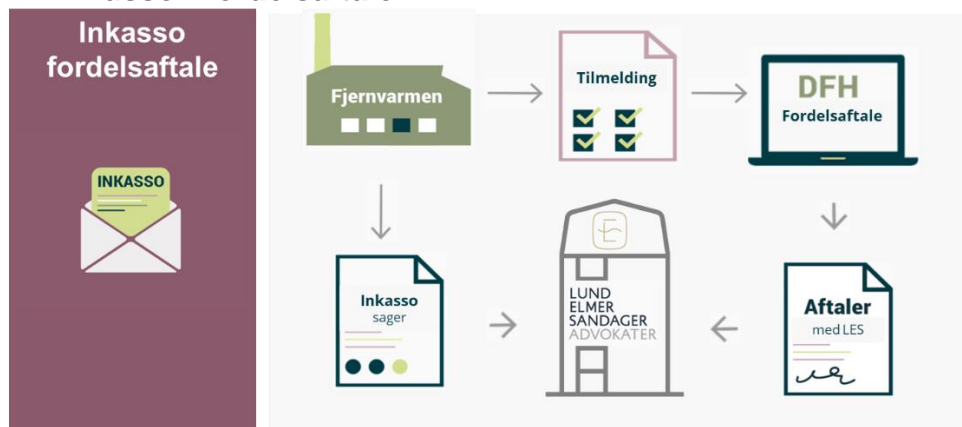 Inkasso
fordelsaftale
INKASSO
Fjernvarmen
Tilmelding
DFH
Fordelsaftale
Inkasso
sager
LUND
ELMER
SANDAGER
ADVOKATER
Aftaler
med LES